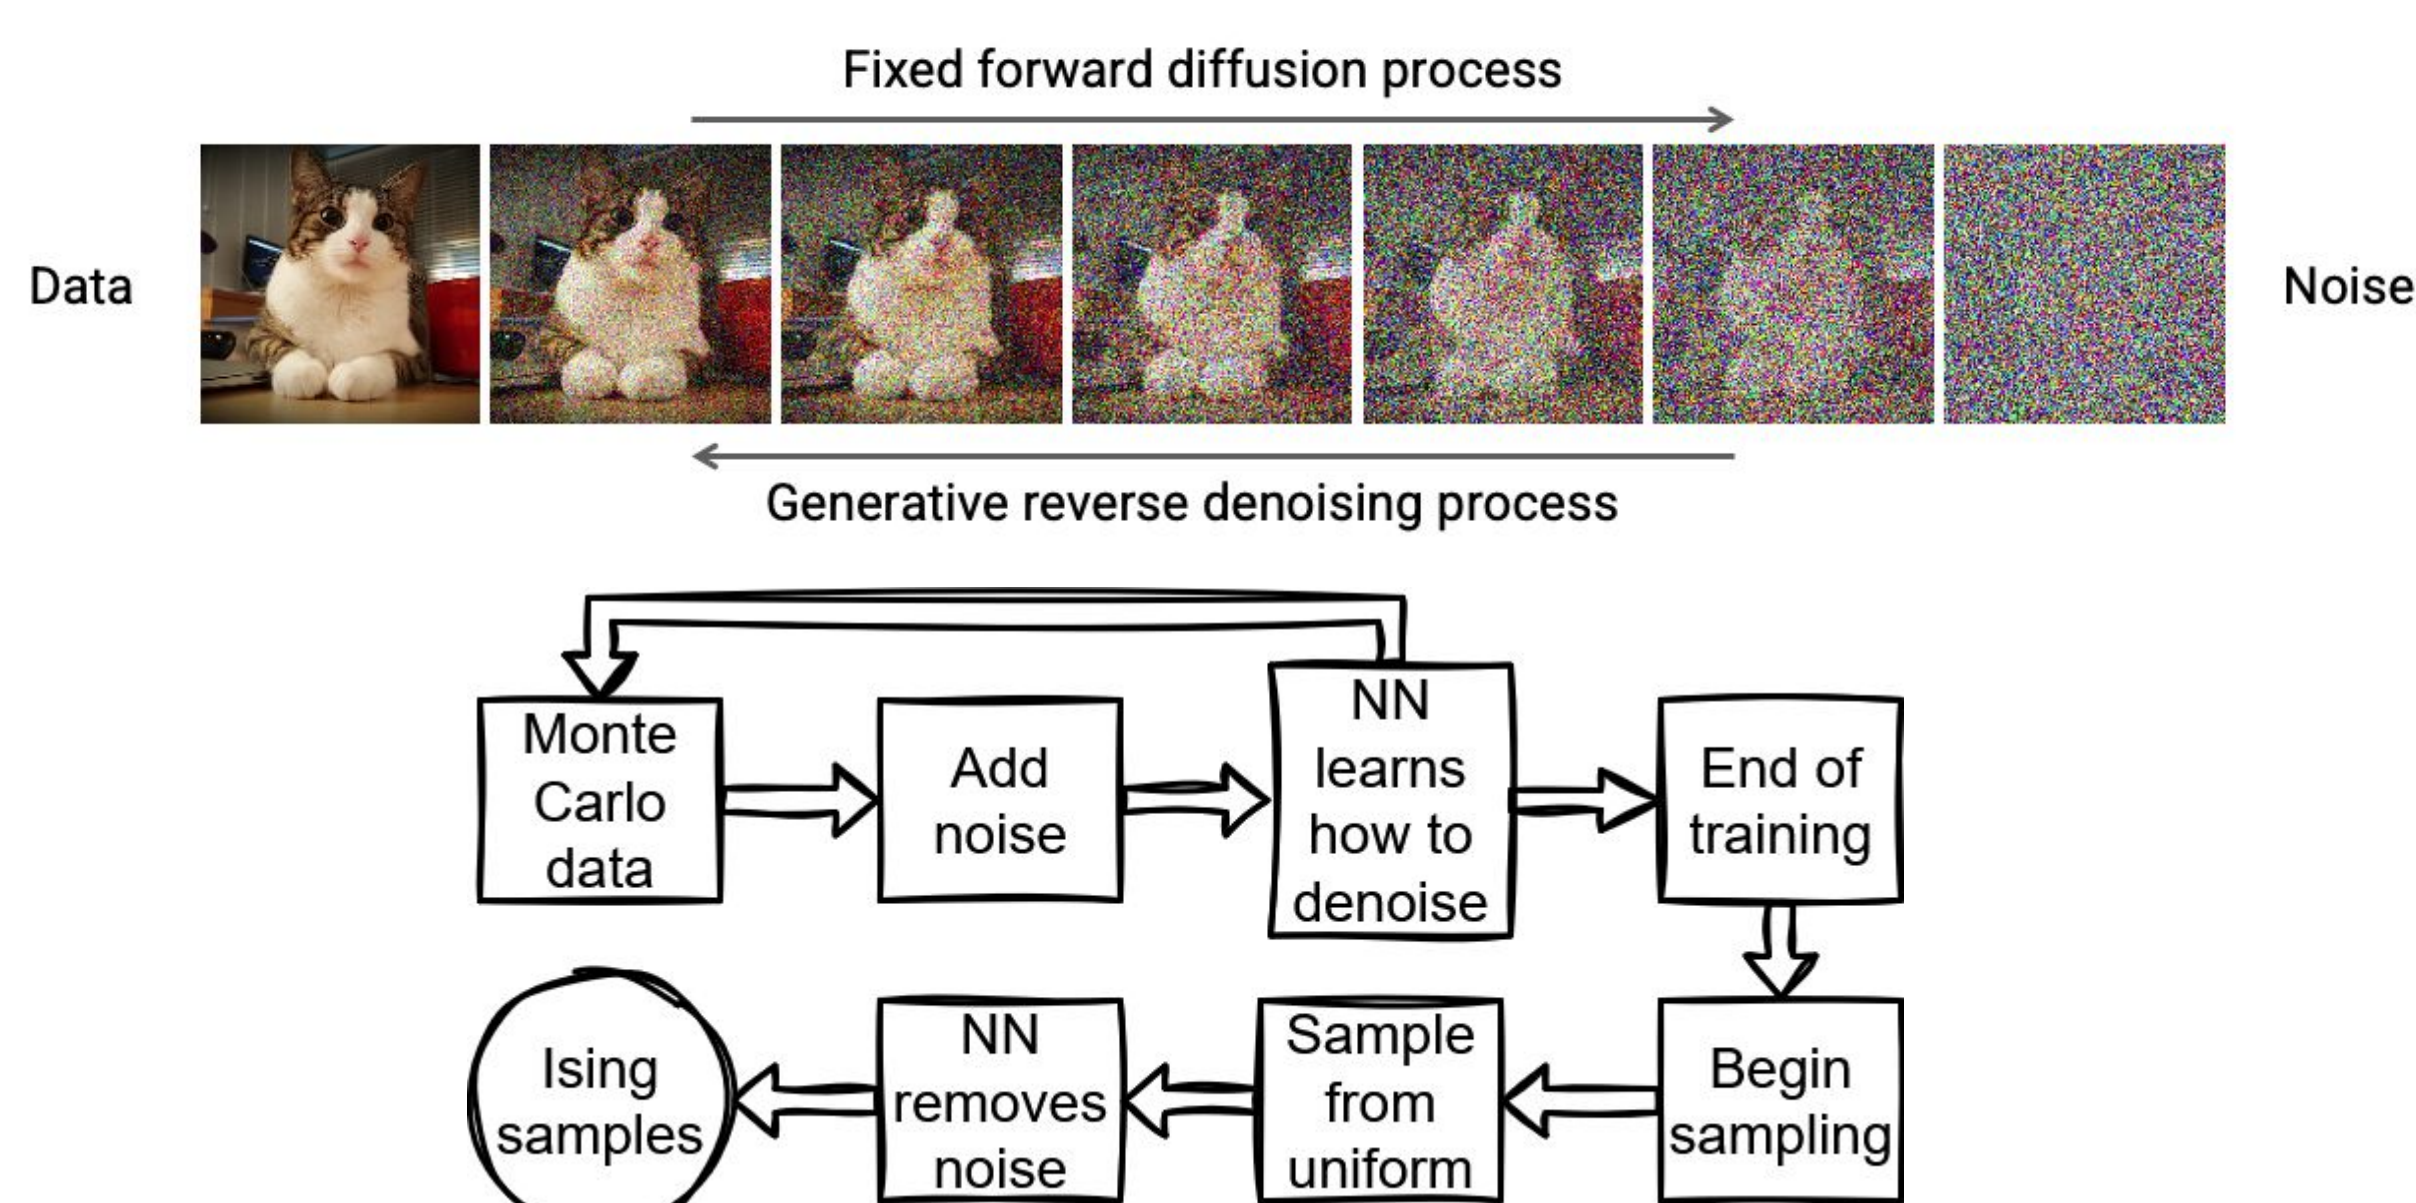 Fixed forward diffusion process
Data
Noise
Generative reverse denoising process
Monte
Carlo
data
Add
noise
NN
learns
how to
denoise
End of
training
Begin
sampling
Sample
from
uniform
NN
removes
noise
Ising
samples